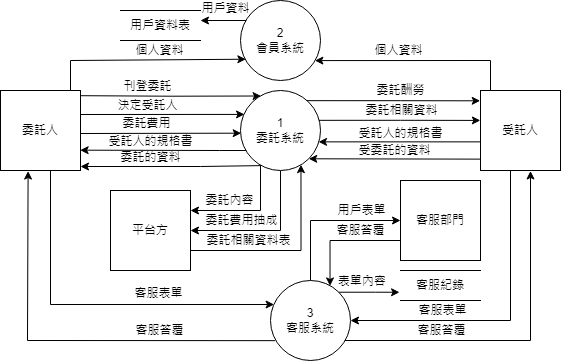 用戶資料
用戶資料表
2
會員系統
個人資料
個人資料
刊登委託
委託酬勞
決定受託人
委託相關資料
1
委託系統
委託人
受託人
委託費用
受託人的規格書
受託人的規格書
委託的資料
受委託的資料
委託內容
用戶表單
委託費用抽成
平台方
客服部門
客服答覆
委託相關資料表
表單內容
客服紀錄
客服表單
客服表單
3
客服系統
客服答覆
客服答覆